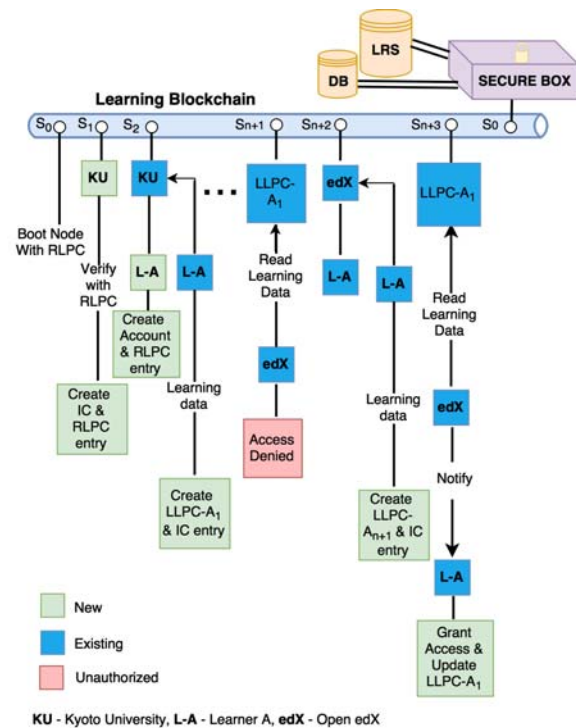 LRS
DB
SECURE BOX
Learning Blockchain
S0
S1
S2
Sn+1
Sn+2
Sn+3
S0
KU
KU
LLPC-
A1
edX
LLPC-A1
Boot Node
With RLPC
Verify
with
RLPC
L-A
L-A
Read
Learning
Data
L-A
L-A
Read
Learning
Data
Create
Account
& RLPC
entry
edX
Create
IC &
RLPC
entry
Learning
data
Access
Denied
Learning
data
edX
Create
LLPC-A1
& IC entry
Create
LLPC-
An+1 & IC
entry
Notify
L-A
Grant
Access &
Update
LLPC-A1
New
Existing
Unauthorized
KU - Kyoto University, L-A - Learner A, edX - Open edX